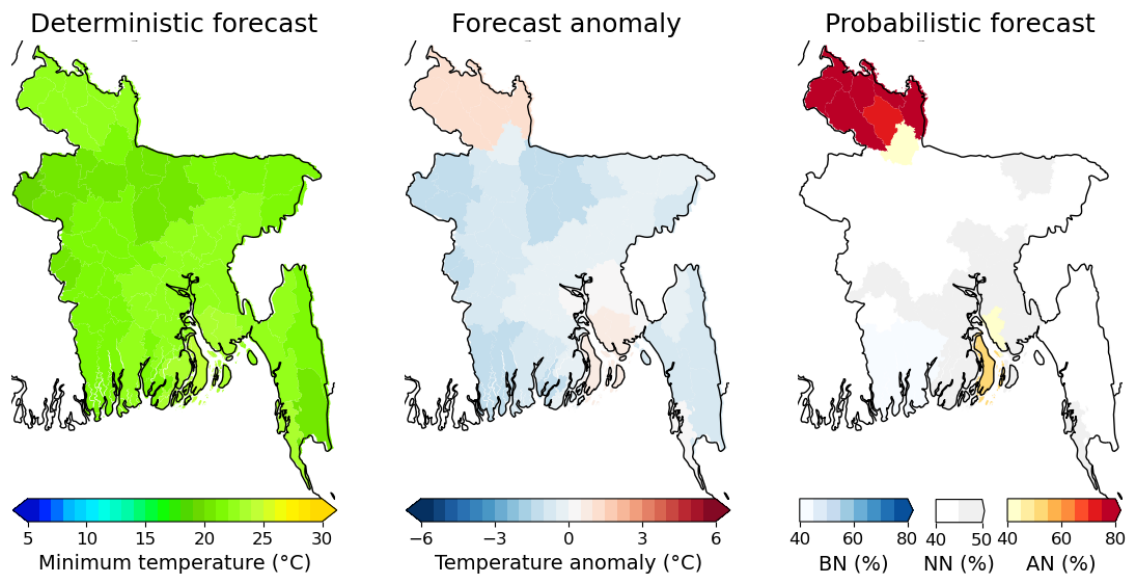 Deterministic forecast
Forecast anomaly
Probabilistic forecast
5 10 15 20 25 30
Minimum temperature (°C)
−6 −3 0 3 6
Temperature anomaly (°C)
40 60 80
BN (%)
40 50
NN (%)
40 60 80
AN (%)